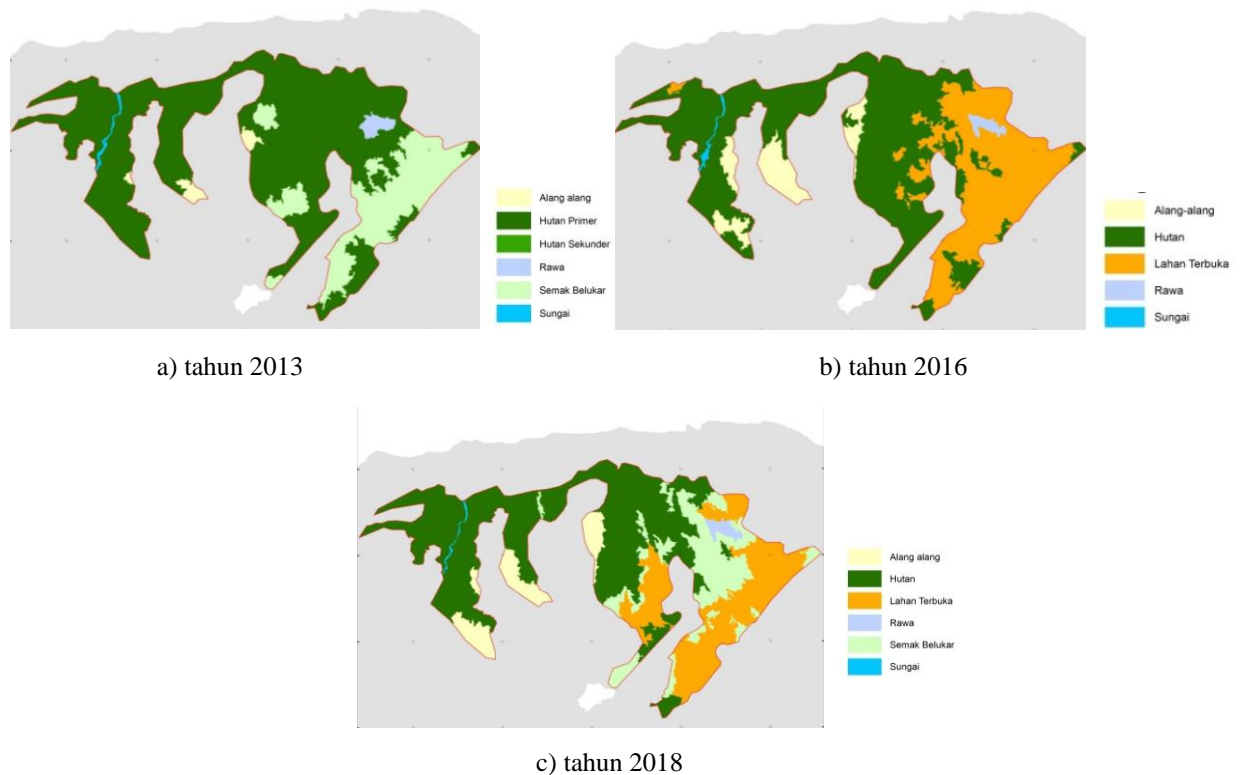 Alang alang
Hutan Primer
Hutan Sekunder
Rawa
Semak Belukar
Sungai
a) tahun 2013
Alang-alang
Hutan
Lahan Terbuka
Rawa
Sungai
b) tahun 2016
Alang alang
Hutan
Lahan Terbuka
Rawa
Semak Belukar
Sungai
c) tahun 2018